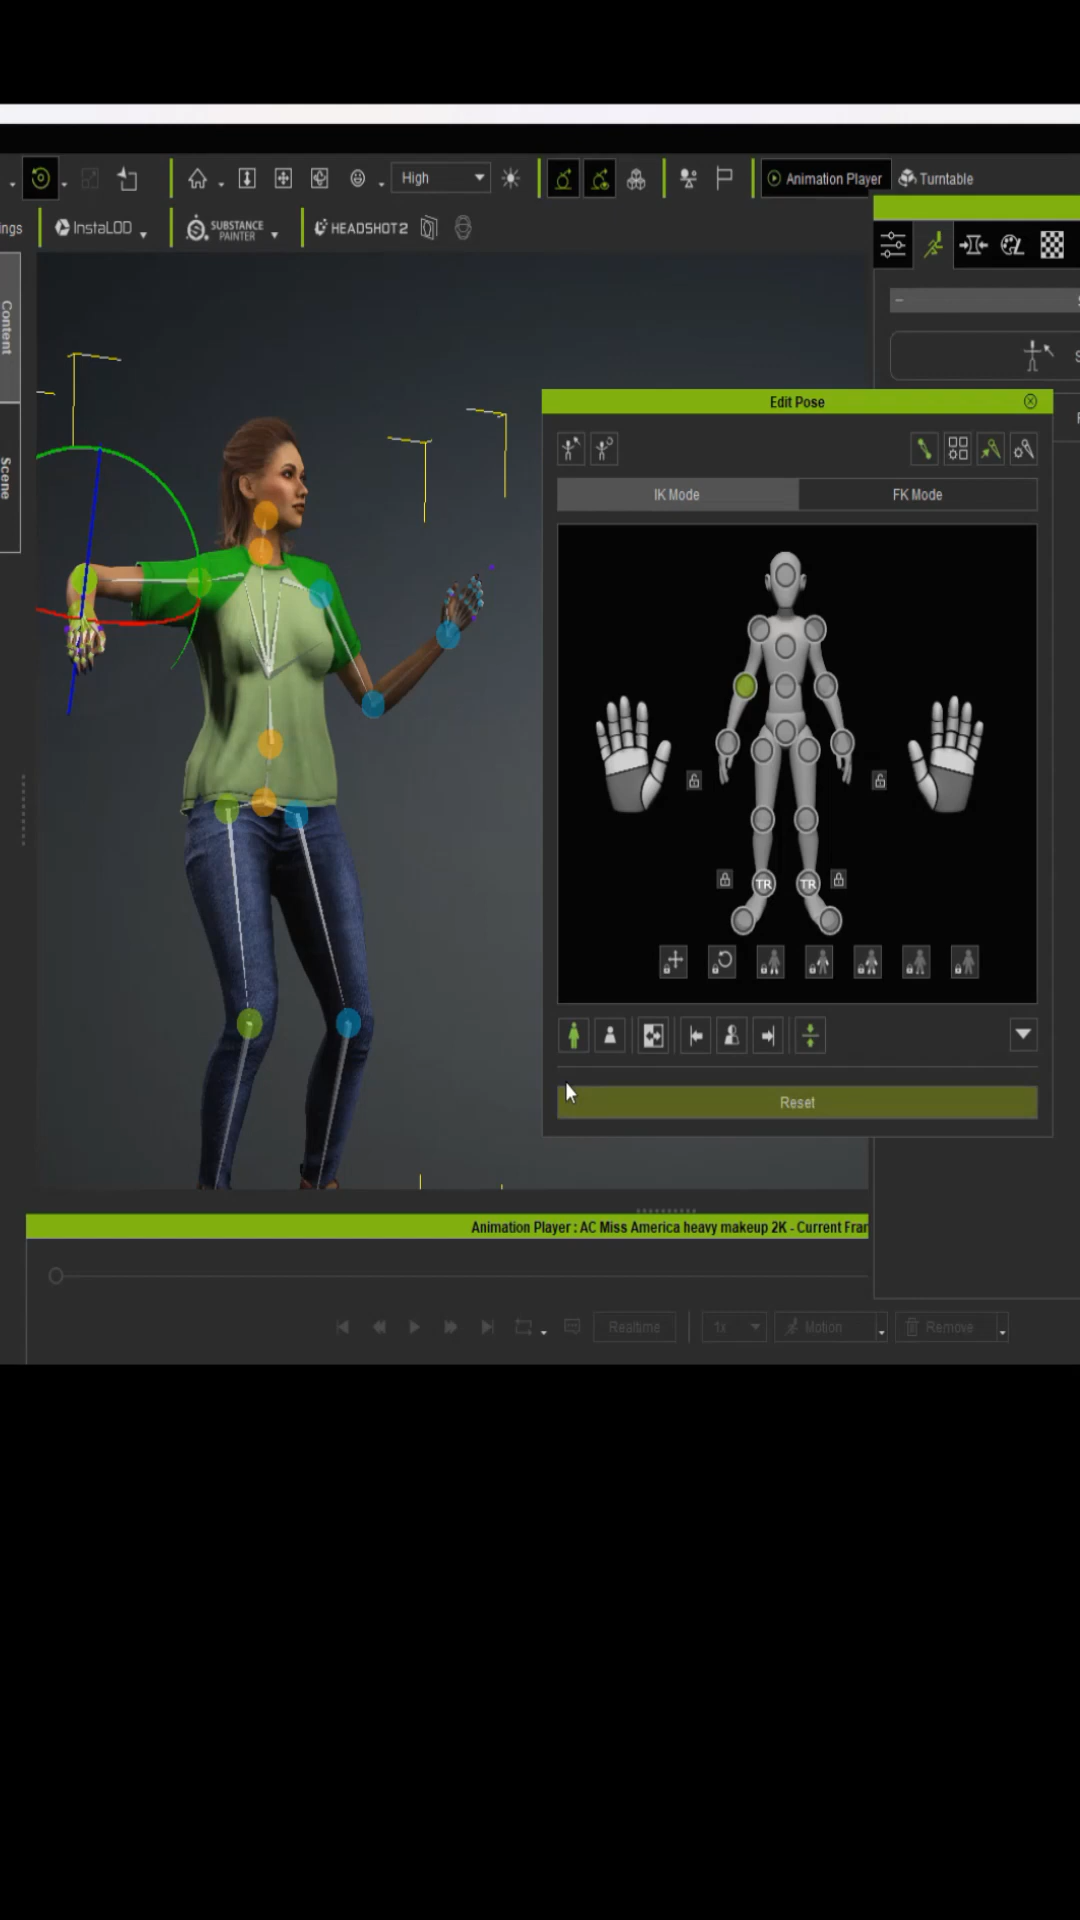 High
Animation Player
Turntable
ngs
InstaLOD
SUBSTANCE
PAINTER
HEADSHOT2
Content
Scene
Edit Pose
IK Mode
FK Mode
TR
TR
Reset
Animation Player : AC Miss America heavy makeup 2K - Current Fran
Realtime
1x
Motion
Remove